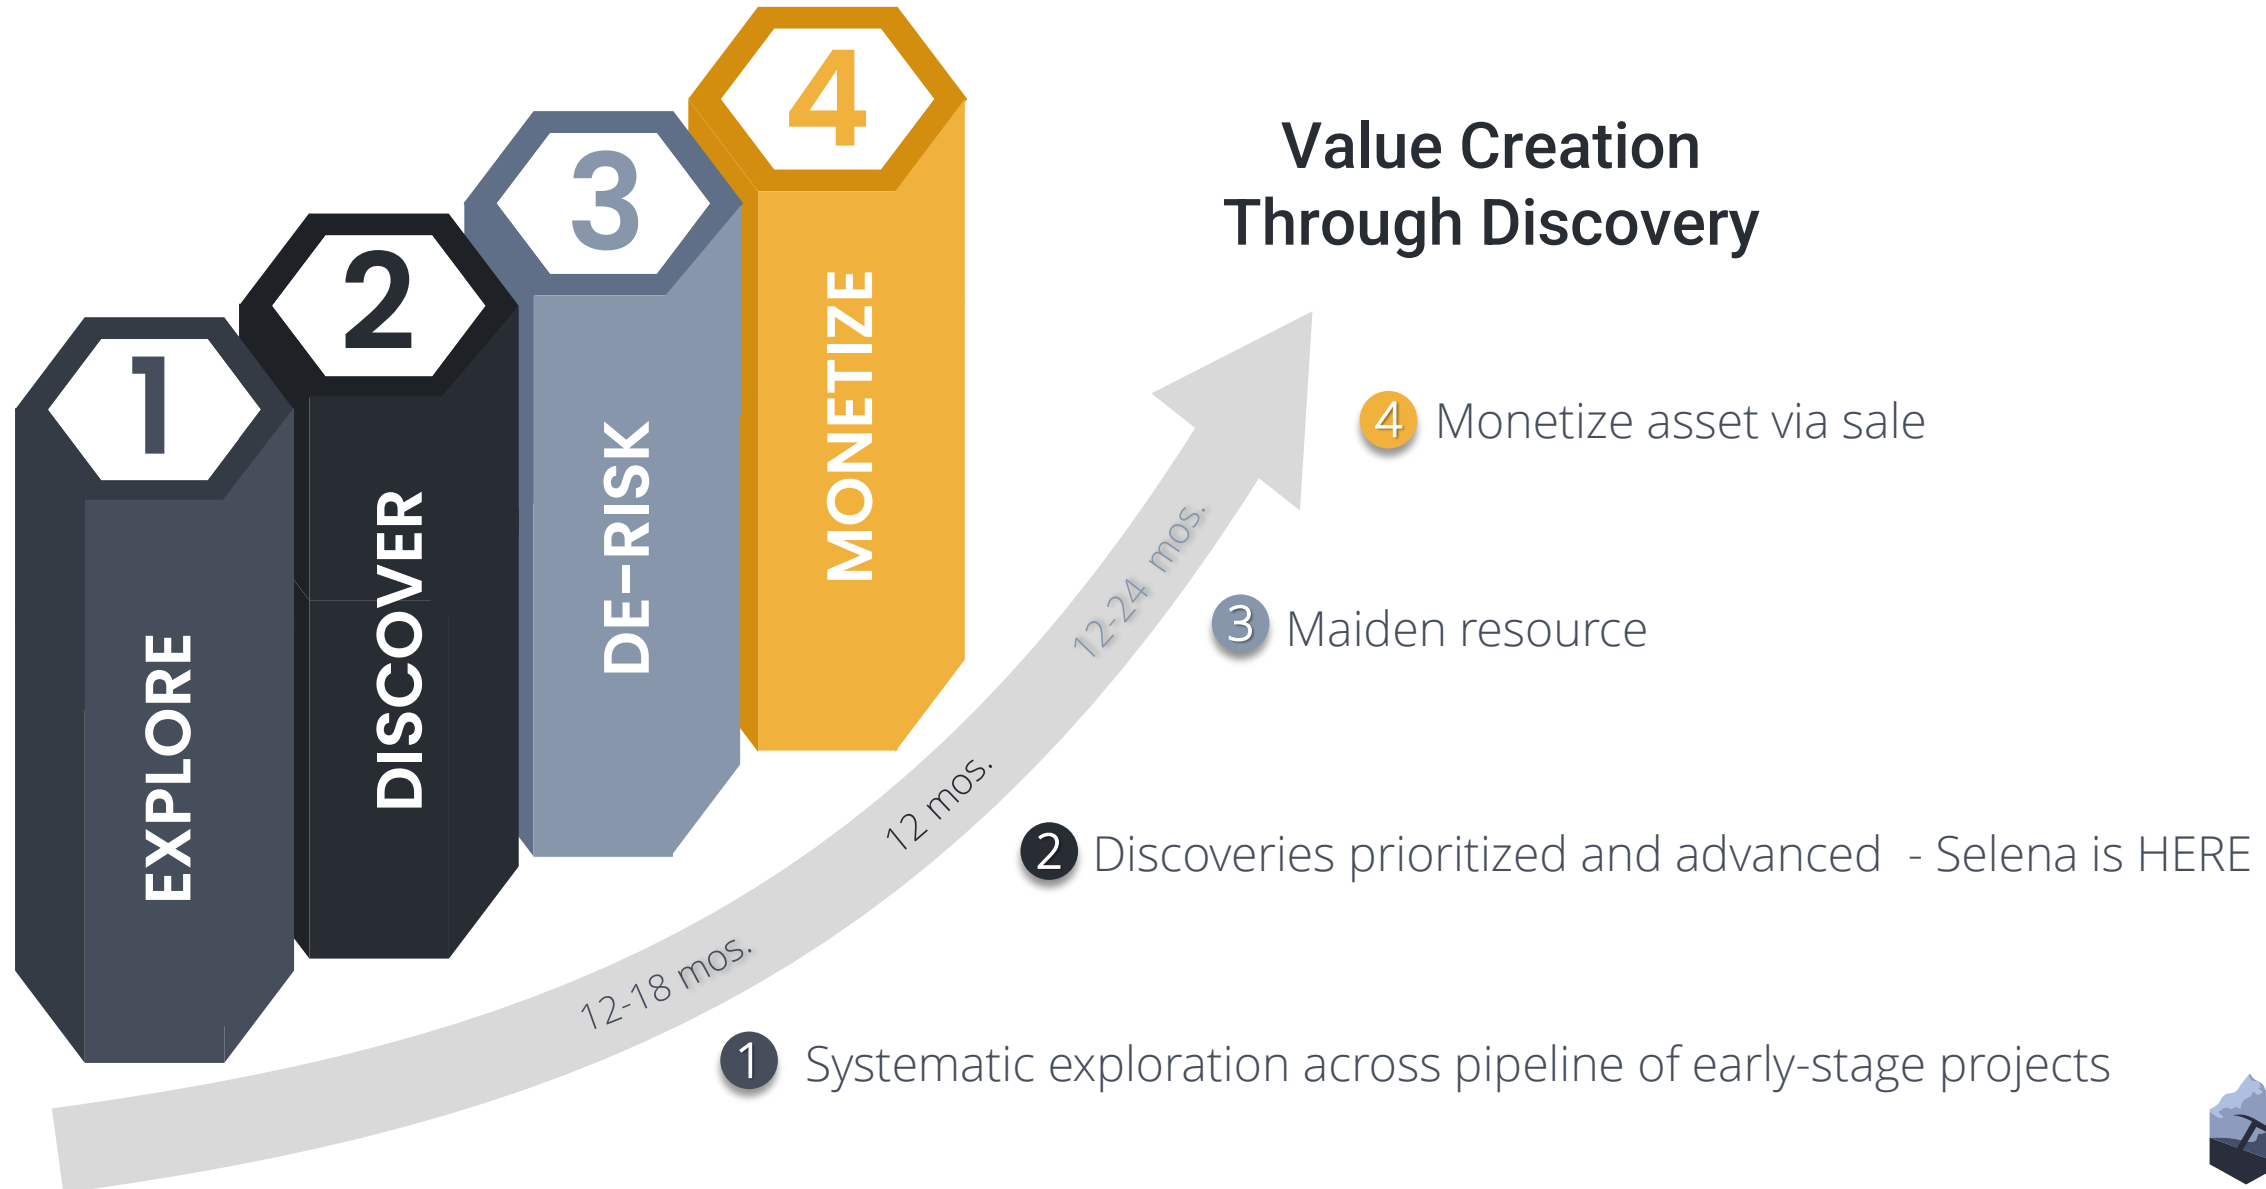 1
EXPLORE
2
DISCOVER
3
DE-RISK
4
MONETIZE
Value Creation
Through Discovery
4 Monetize asset via sale
12-24 mos.
3 Maiden resource
12 mos.
2 Discoveries prioritized and advanced - Selena is HERE
12-18 mos.
1 Systematic exploration across pipeline of early-stage projects